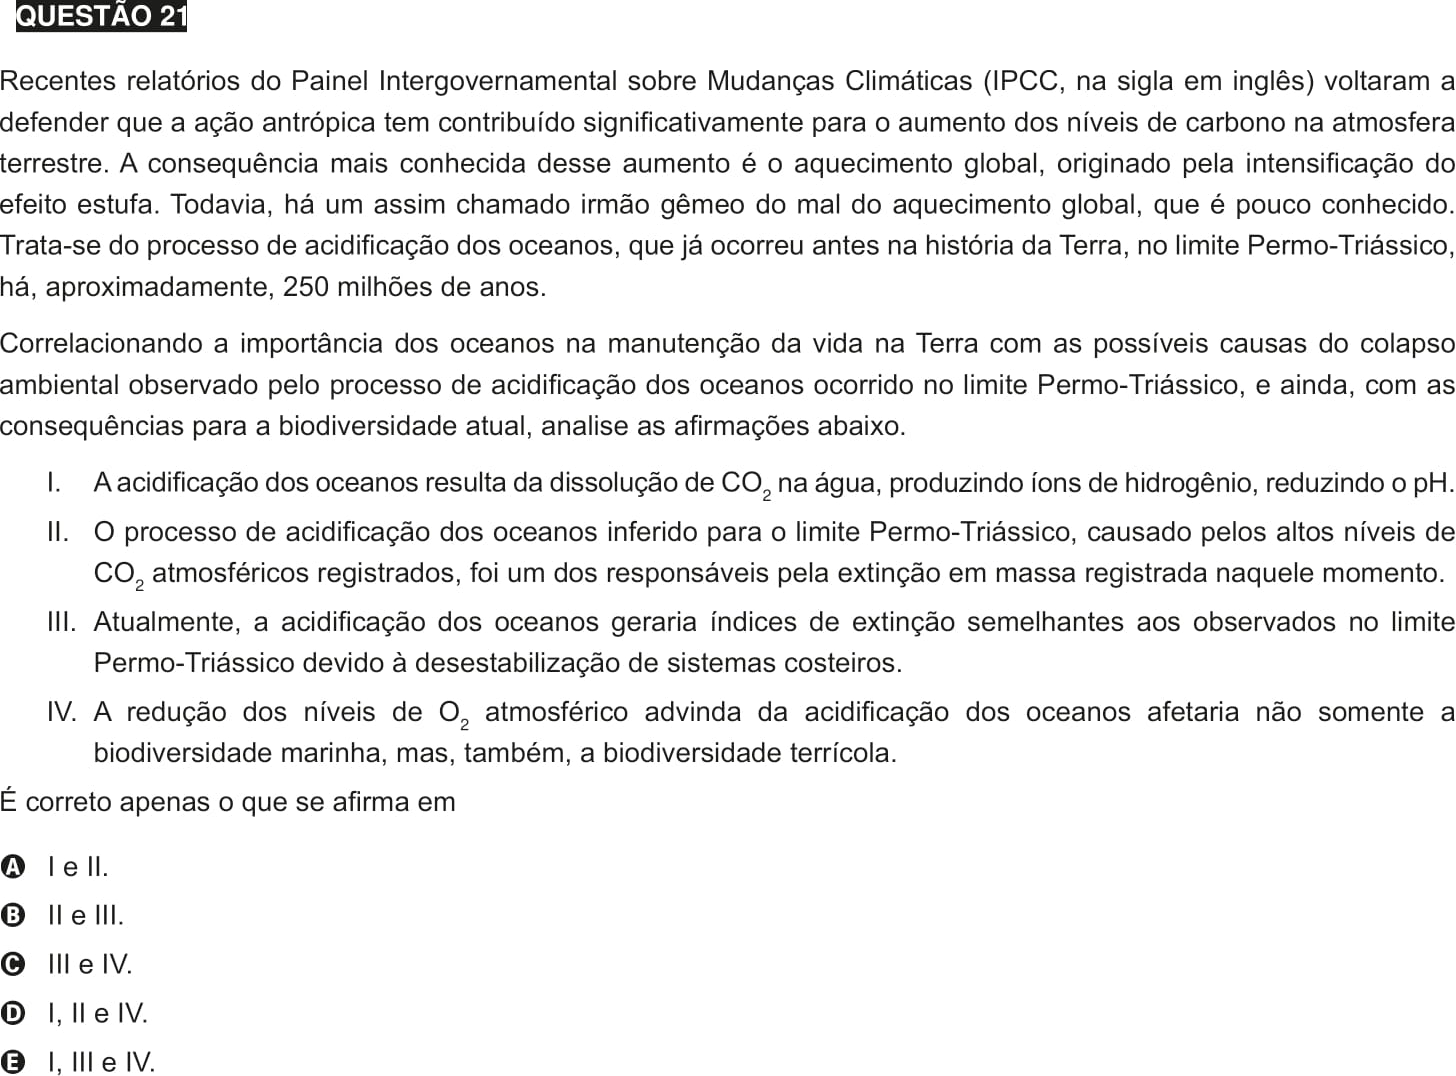 QUESTÃO 21
Recentes relatórios do Painel Intergovernamental sobre Mudanças Climáticas (IPCC, na sigla em inglês) voltaram a
defender que a ação antrópica tem contribuído significativamente para o aumento dos níveis de carbono na atmosfera
terrestre. A consequência mais conhecida desse aumento é o aquecimento global, originado pela intensificação do
efeito estufa. Todavia, há um assim chamado irmão gêmeo do mal do aquecimento global, que é pouco conhecido.
Trata-se do processo de acidificação dos oceanos, que já ocorreu antes na história da Terra, no limite Permo-Triássico,
há, aproximadamente, 250 milhões de anos.
Correlacionando a importância dos oceanos na manutenção da vida na Terra com as possíveis causas do colapso
ambiental observado pelo processo de acidificação dos oceanos ocorrido no limite Permo-Triássico, e ainda, com as
consequências para a biodiversidade atual, analise as afirmações abaixo.
I. A acidificação dos oceanos resulta da dissolução de CO2 na água, produzindo íons de hidrogênio, reduzindo o pH.
II. O processo de acidificação dos oceanos inferido para o limite Permo-Triássico, causado pelos altos níveis de
CO2 atmosféricos registrados, foi um dos responsáveis pela extinção em massa registrada naquele momento.
III. Atualmente, a acidificação dos oceanos geraria índices de extinção semelhantes aos observados no limite
Permo-Triássico devido à desestabilização de sistemas costeiros.
IV. A redução dos níveis de O2 atmosférico advinda da acidificação dos oceanos afetaria não somente a
biodiversidade marinha, mas, também, a biodiversidade terrícola.
É correto apenas o que se afirma em
A I e II.
B II e III.
C III e IV.
D I, II e IV.
E I, III e IV.